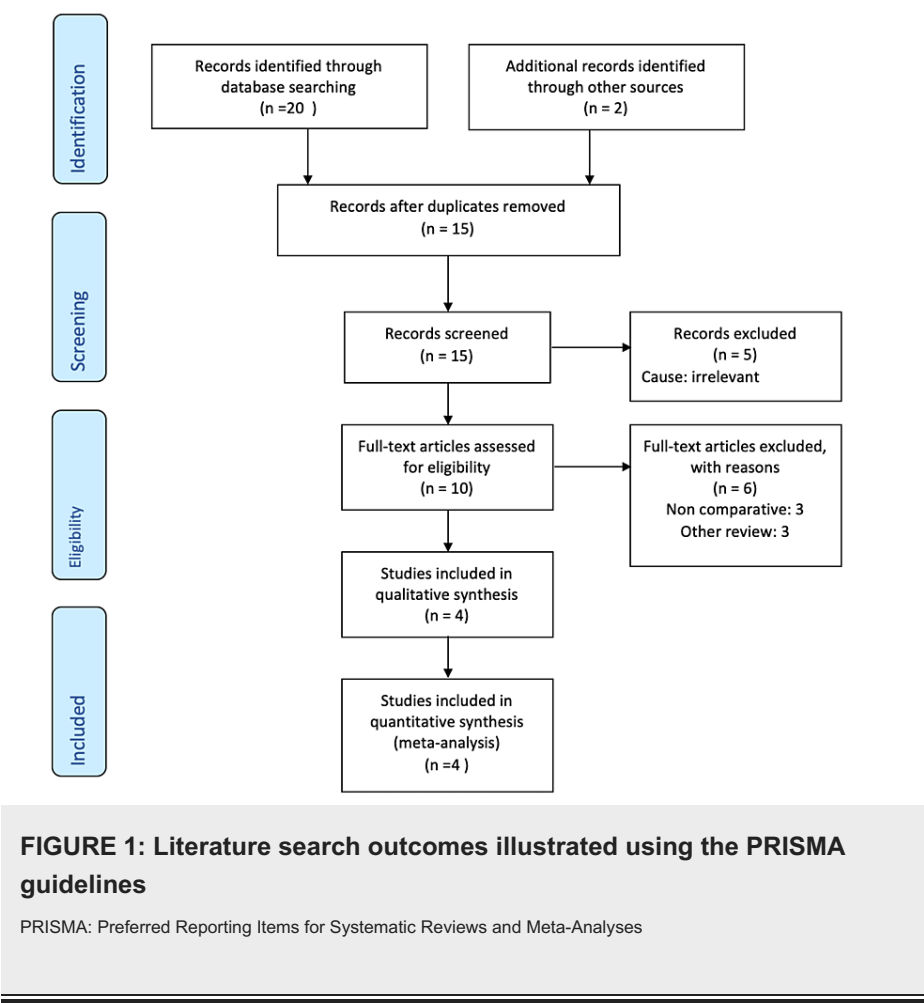 Identification
Records identified through
database searching
(n =20  )
Additional records identified
through other sources
(n = 2)
Records after duplicates removed
(n = 15)
Screening
Records screened
(n = 15)
Records excluded
(n = 5)
Cause: irrelevant
Eligibility
Full-text articles assessed
for eligibility
(n = 10)
Full-text articles excluded,
with reasons
(n = 6)
Non comparative: 3
Other review: 3
Studies included in
qualitative synthesis
(n = 4)
Included
Studies included in
quantitative synthesis
(meta-analysis)
(n =4 )
FIGURE 1: Literature search outcomes illustrated using the PRISMA
guidelines
PRISMA: Preferred Reporting Items for Systematic Reviews and Meta-Analyses